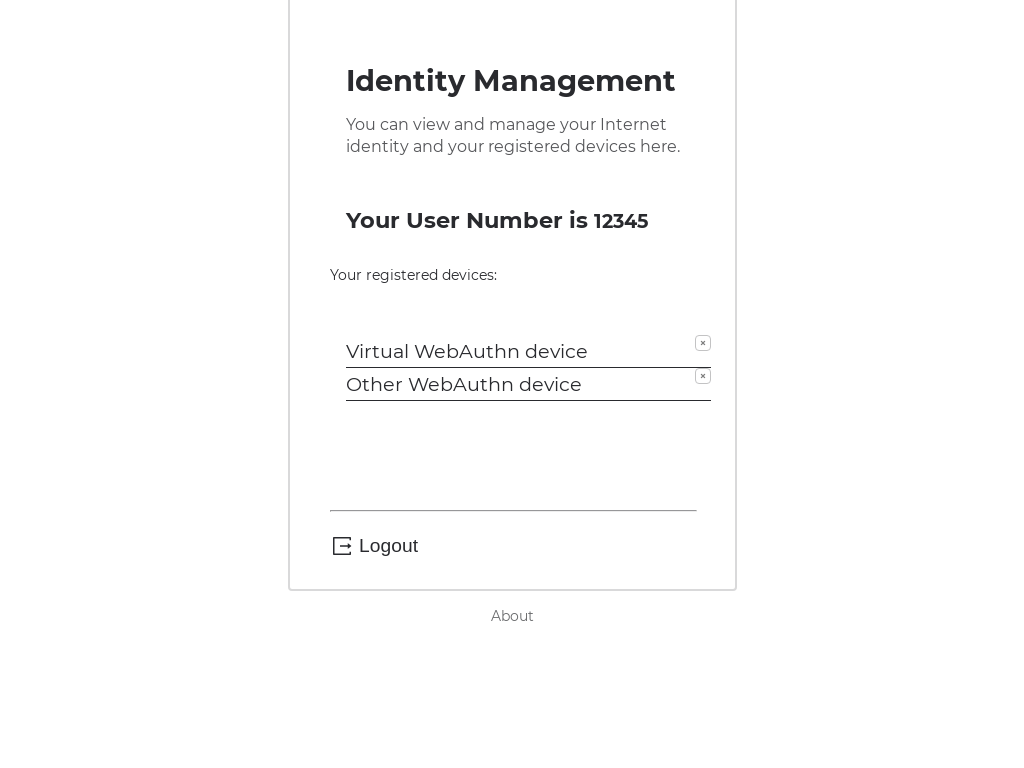 Identity Management
You can view and manage your Internet
identity and your registered devices here.
Your User Number is 12345
Your registered devices:
Virtual WebAuthn device
Other WebAuthn device
Logout
About